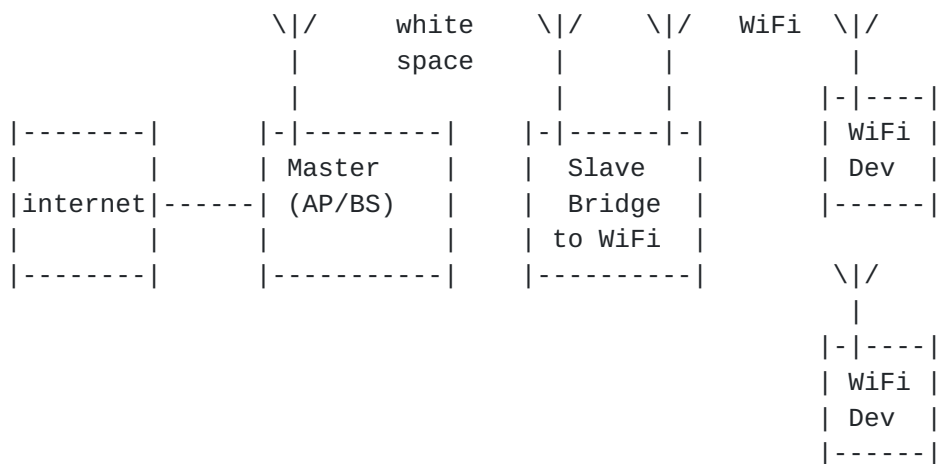 \|/ white \|/ \|/ WiFi \|/
| space | | |
| | | |-|----|
|--------| |-|---------| |-|------|-| | WiFi |
| | | Master | | Slave | | Dev |
|internet|------| (AP/BS) | | Bridge | |------|
| | | | | to WiFi |
|--------| |-----------| |----------| \|/
|
|-|----|
| WiFi |
| Dev |
|------|